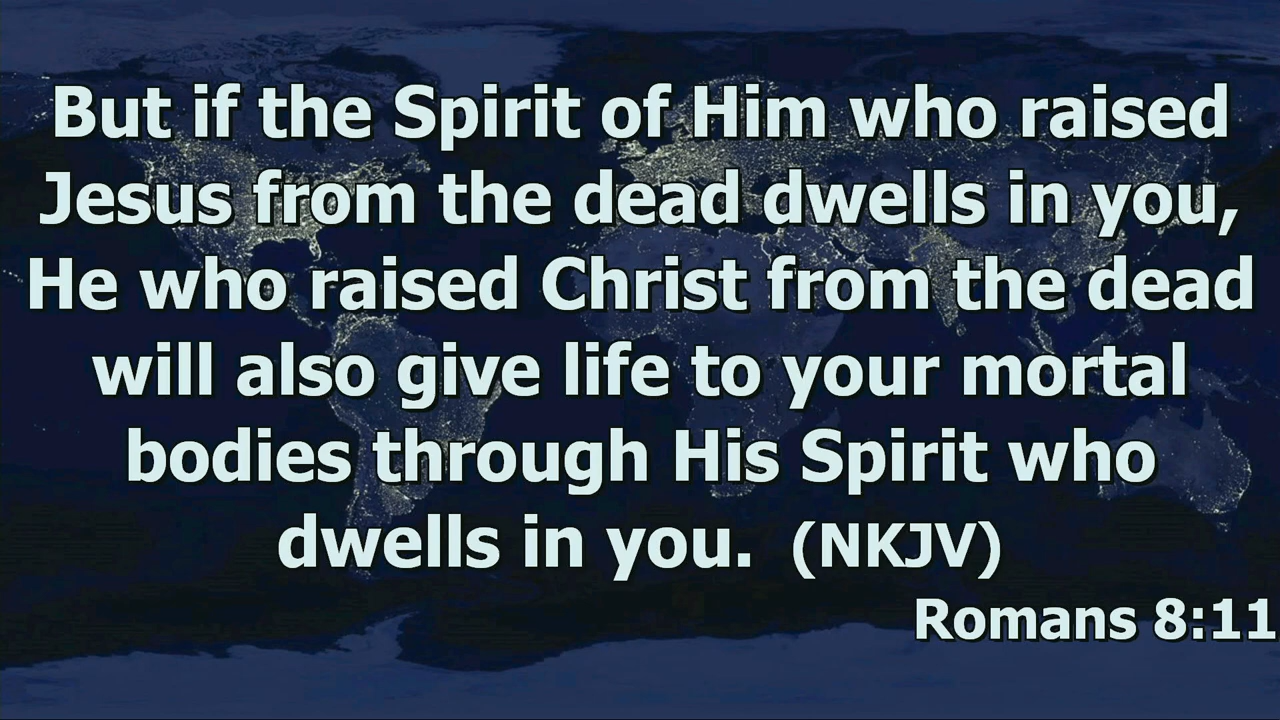 But if the Spirit of Him who raised
Jesus from the dead dwells in you,
He who raised Christ from the dead
will also give life to your mortal
bodies through His Spirit who
dwells in you. (NKJV)
Romans 8:11